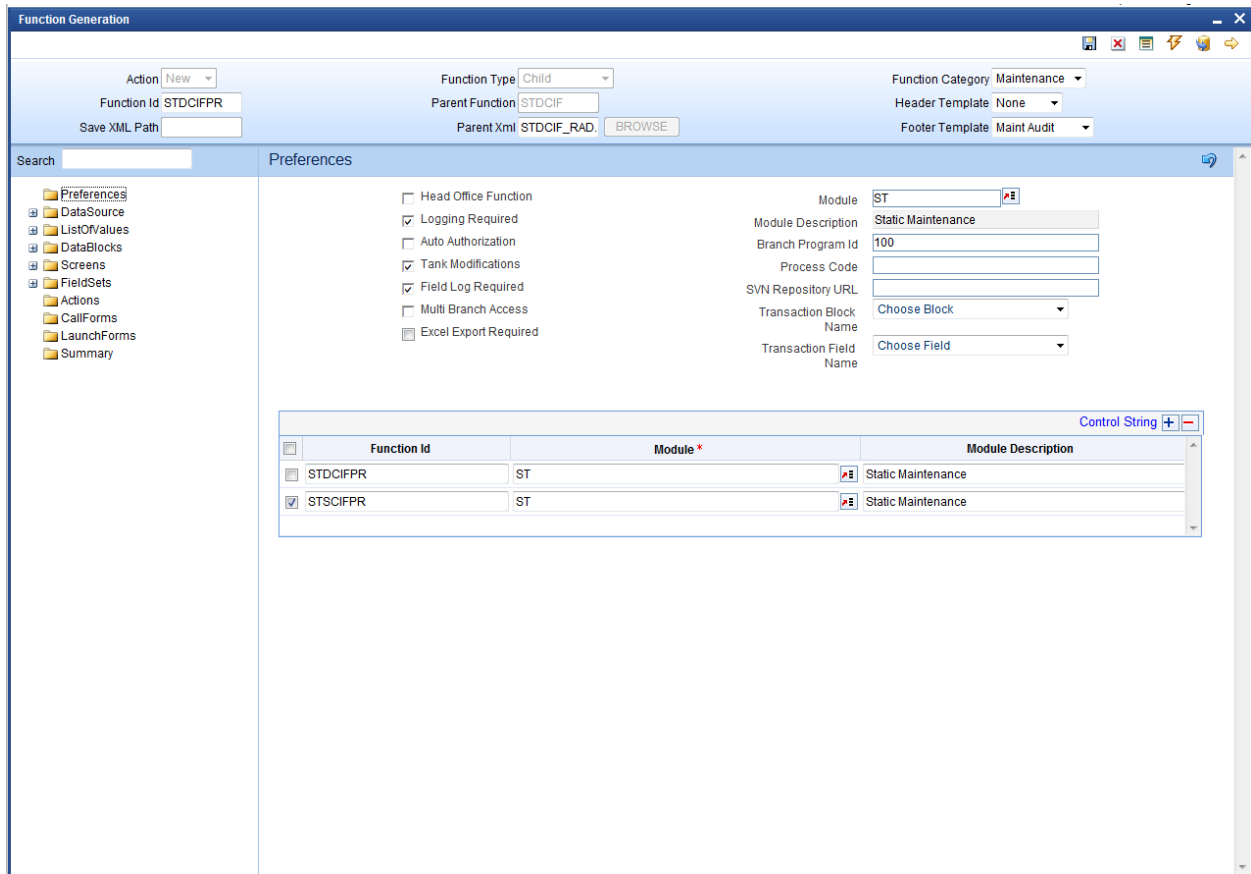 Function Generation
Action New
Function Type Child
Function Category Maintenance
Function Id STDCIFPR
Parent Function STDCIF
Header Template None
Save XML Path
Parent Xml STDCIF_RAD. BROWSE
Footer Template Maint Audit
Search
Preferences
Preferences
DataSource
ListOfValues
DataBlocks
Screens
FieldSets
Actions
CallForms
LaunchForms
Summary
Head Office Function
Logging Required
Auto Authorization
Tank Modifications
Field Log Required
Multi Branch Access
Excel Export Required
Module ST
Module Description Static Maintenance
Branch Program Id 100
Process Code
SVN Repository URL
Transaction Block Name Choose Block
Transaction Field Name Choose Field
Control String
Function Id Module * Module Description
STDCIFPR ST Static Maintenance
STSCIFPR ST Static Maintenance